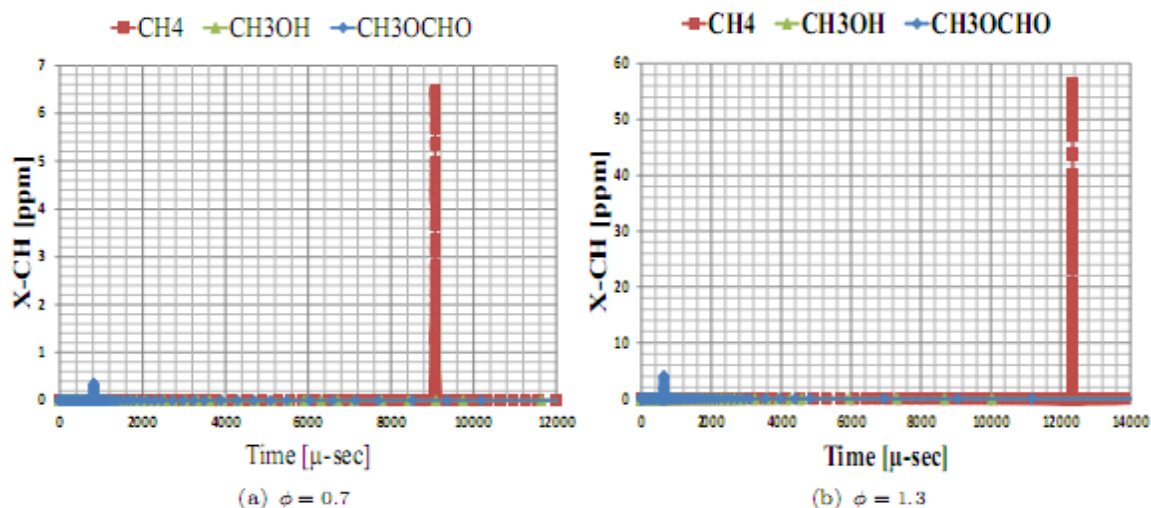 CH4 CH3OH CH3OCHO
7
6
5
4
3
2
1
0
X-CH [ppm]
0 2000 4000 6000 8000 10000 12000
Time [μ-sec]
(a) ϕ = 0.7
CH4 CH3OH CH3OCHO
60
50
40
30
20
10
0
X-CH [ppm]
0 2000 4000 6000 8000 10000 12000 14000
Time [μ-sec]
(b) ϕ = 1.3